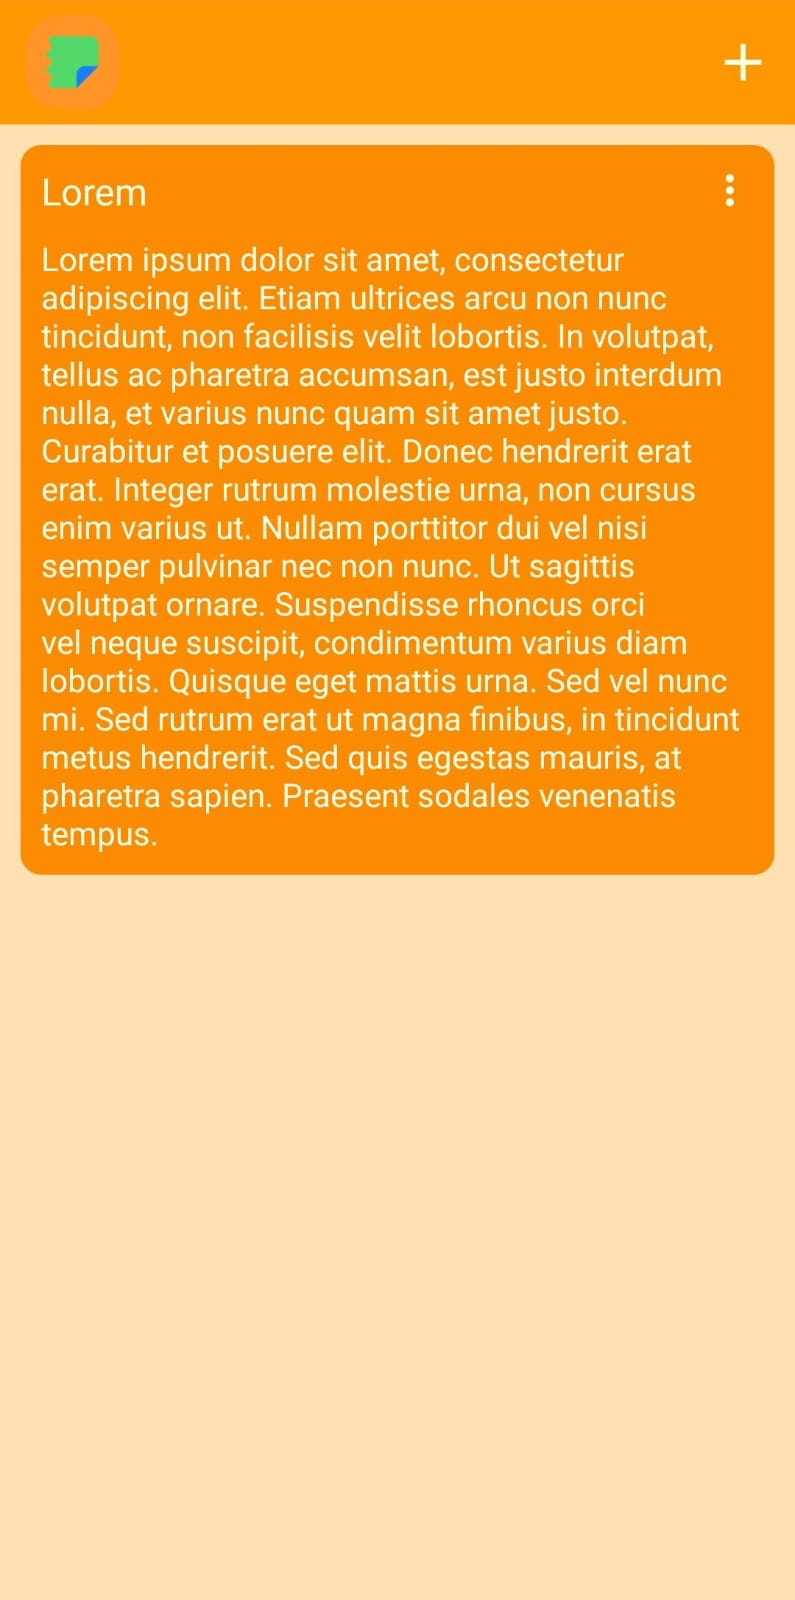 Lorem
Lorem ipsum dolor sit amet, consectetur
adipiscing elit. Etiam ultrices arcu non nunc
tincidunt, non facilisis velit lobortis. In volutpat,
tellus ac pharetra accumsan, est justo interdum
nulla, et varius nunc quam sit amet justo.
Curabitur et posuere elit. Donec hendrerit erat
erat. Integer rutrum molestie urna, non cursus
enim varius ut. Nullam porttitor dui vel nisi
semper pulvinar nec non nunc. Ut sagittis
volutpat ornare. Suspendisse rhoncus orci
vel neque suscipit, condimentum varius diam
lobortis. Quisque eget mattis urna. Sed vel nunc
mi. Sed rutrum erat ut magna finibus, in tincidunt
metus hendrerit. Sed quis egestas mauris, at
pharetra sapien. Praesent sodales venenatis
tempus.